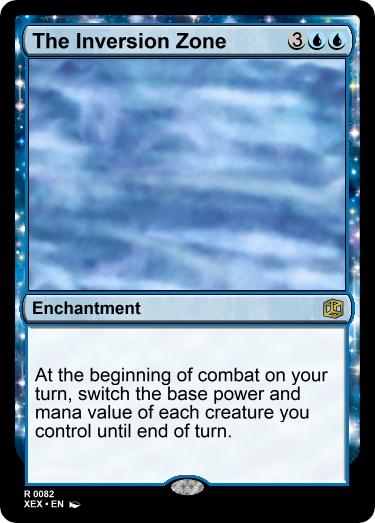 The Inversion Zone 3
Enchantment
At the beginning of combat on your
turn, switch the base power and
mana value of each creature you
control until end of turn.
R 0082
XEX • EN